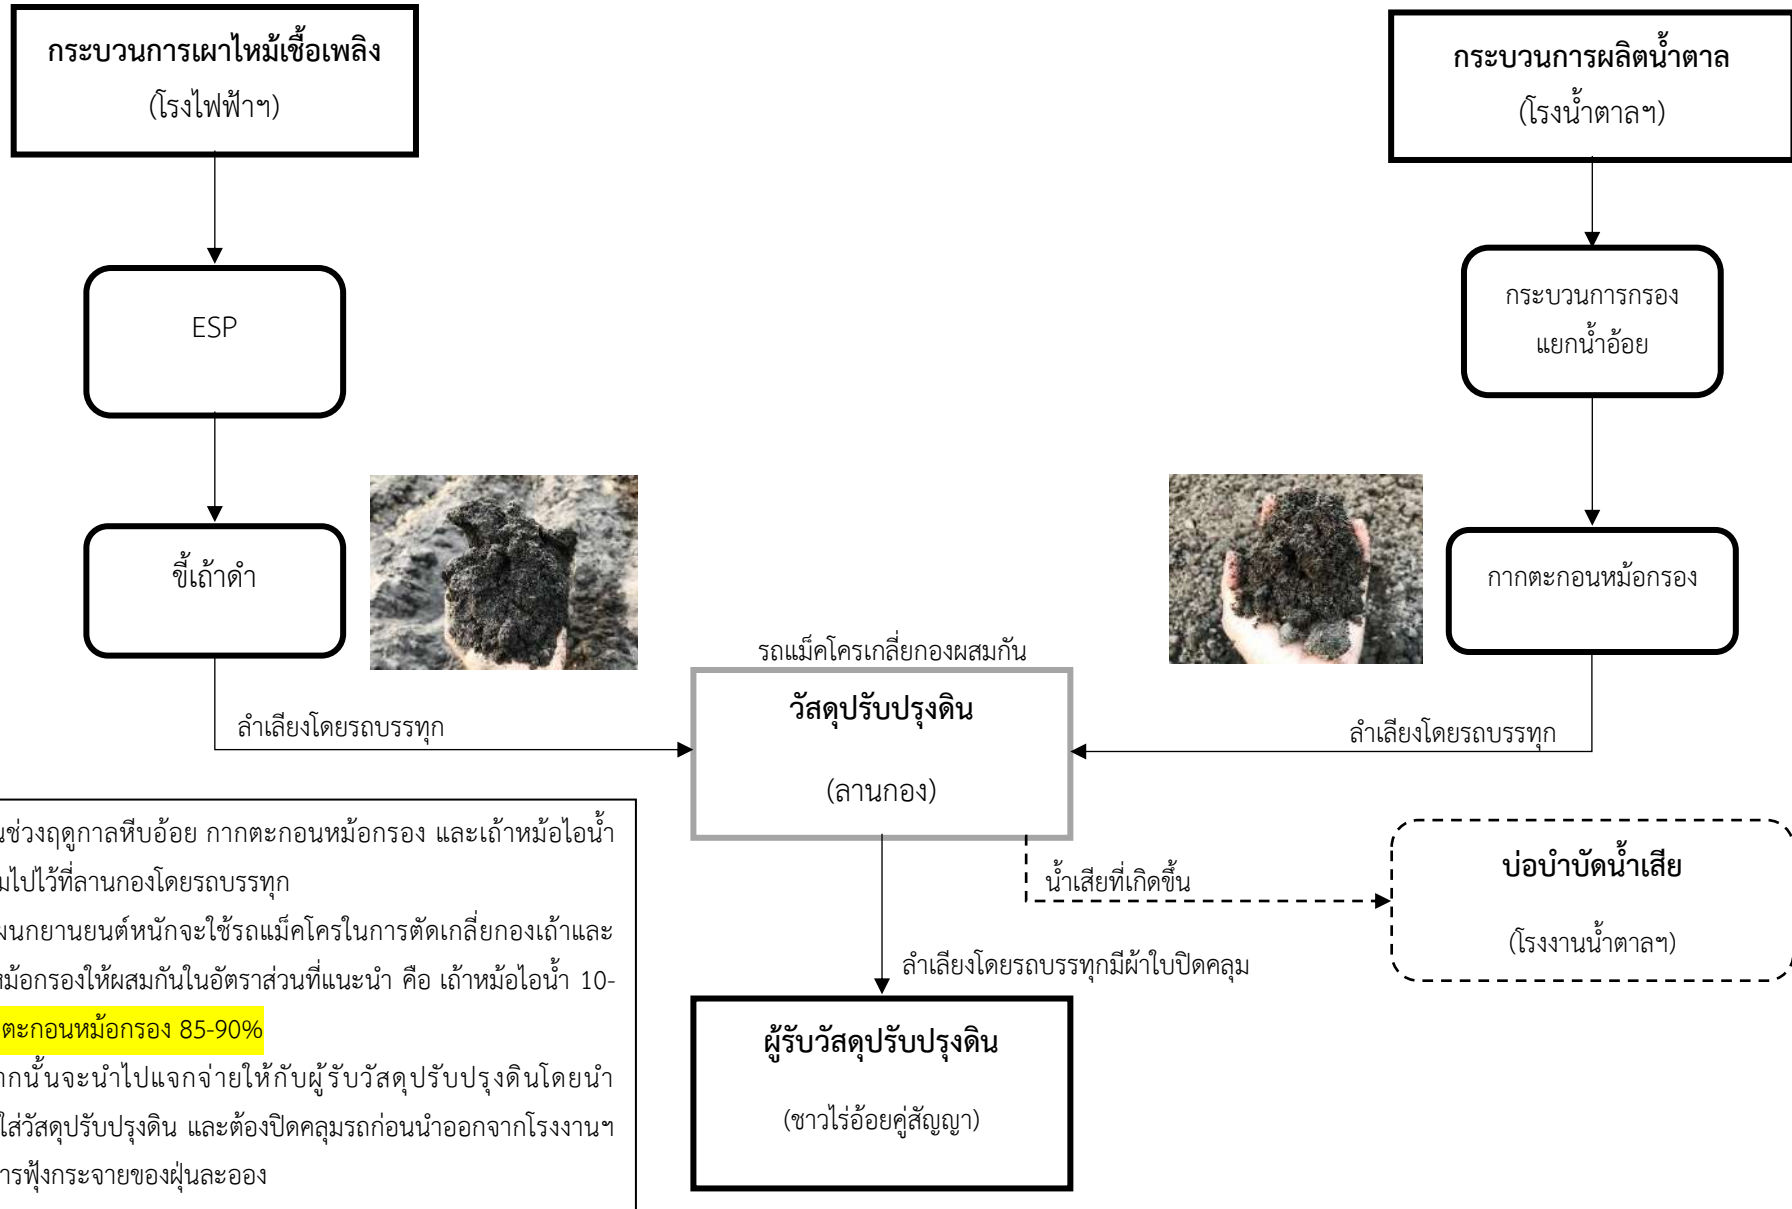 กระบวนการเผาไหม้เชื้อเพลิง
(โรงไฟฟ้าฯ)
กระบวนการผลิตน้ำตาล
(โรงน้ำตาลฯ)
ESP
กระบวนการกรอง
แยกน้ำอ้อย
ขี้เถ้าดำ
กากตะกอนหม้อกรอง
รถแม็คโครเกลี่ยกองผสมกัน
วัสดุปรับปรุงดิน
(ลานกอง)
ลำเลียงโดยรถบรรทุก
ลำเลียงโดยรถบรรทุก
น้ำเสียที่เกิดขึ้น
บ่อบำบัดน้ำเสีย
(โรงงานน้ำตาลฯ)
ลำเลียงโดยรถบรรทุกมีผ้าใบปิดคลุม
ผู้รับวัสดุปรับปรุงดิน
(ชาวไร่อ้อยคู่สัญญา)
ช่วงฤดูกาลหีบอ้อย กากตะกอนหม้อกรอง และเถ้าหม้อไอน้ำ
ไปไว้ที่ลานกองโดยรถบรรทุก
ผนกยานยนต์หนักจะใช้รถแม็คโครในการตัดเกลี่ยกองเถ้าและ
หม้อกรองให้ผสมกันในอัตราส่วนที่แนะนำ คือ เถ้าหม้อไอน้ำ 10-
ตะกอนหม้อกรอง 85-90%
ากนั้นจะนำไปแจกจ่ายให้กับผู้รับวัสดุปรับปรุงดินโดยนำ
ใส่วัสดุปรับปรุงดิน และต้องปิดคลุมรถก่อนนำออกจากโรงงานฯ
ารฟุ้งกระจายของฝุ่นละออง